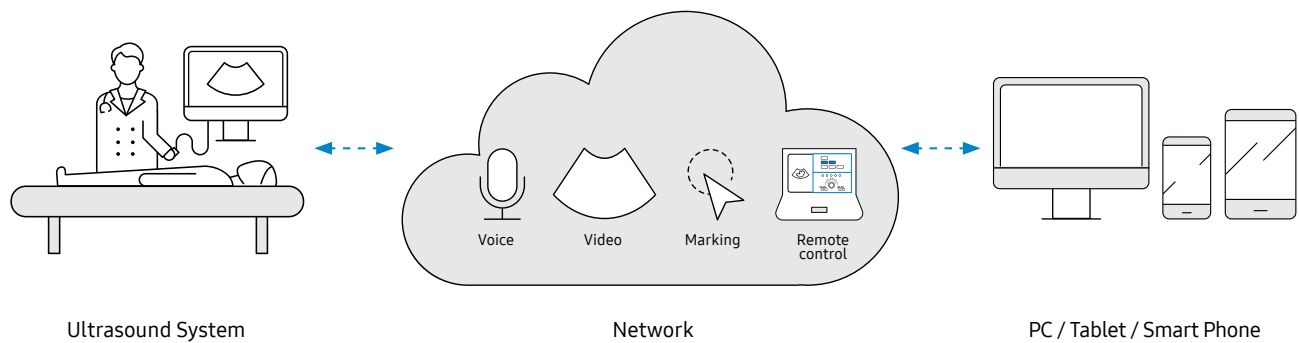 Voice
Video
Marking
Remote
control
Ultrasound System
Network
PC / Tablet / Smart Phone